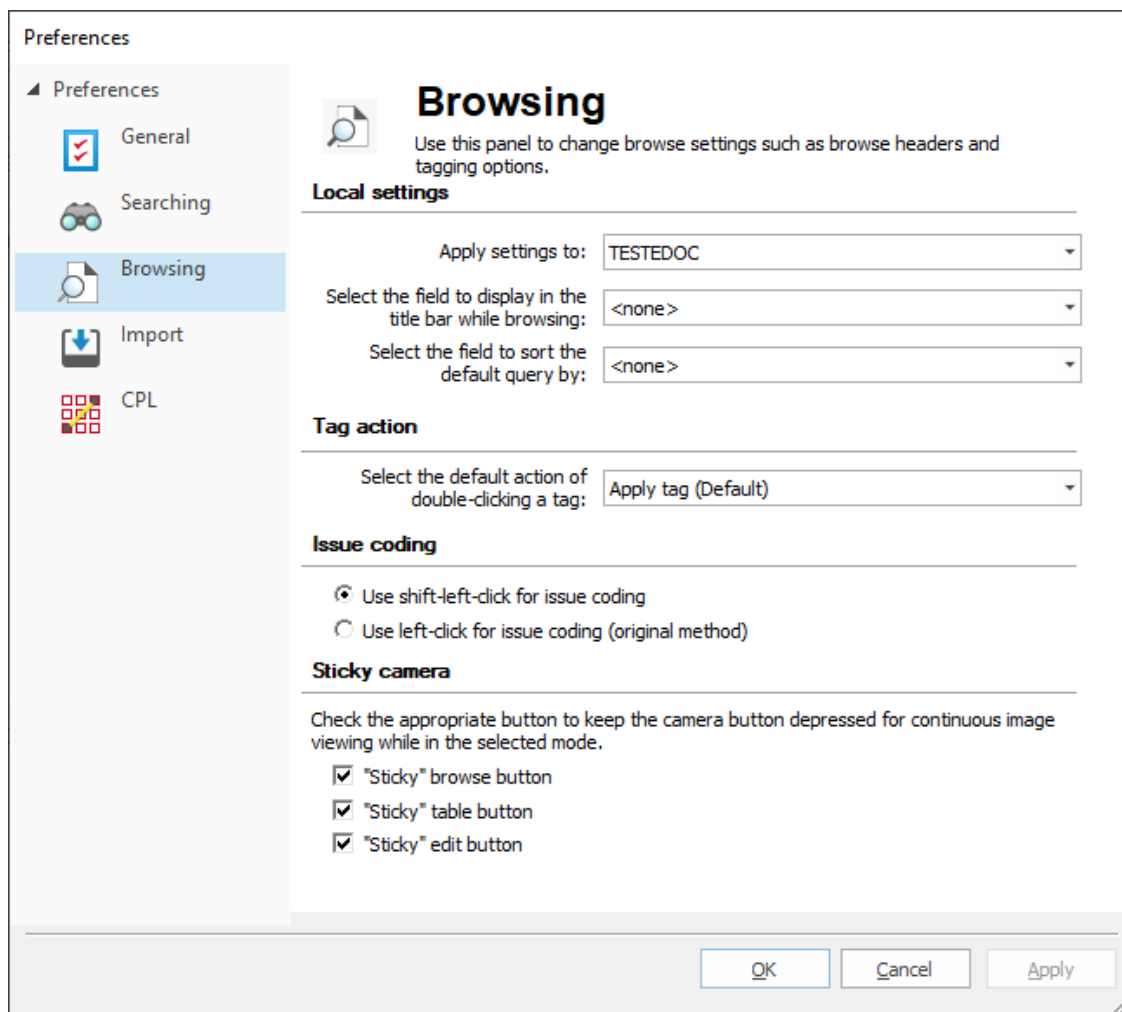 Preferences
Preferences
General
Searching
Browsing
Import
CPL
Browsing
Use this panel to change browse settings such as browse headers and
tagging options.
Local settings
Apply settings to:
TESTEDOC
Select the field to display in the
title bar while browsing:
<none>
Select the field to sort the
default query by:
<none>
Tag action
Select the default action of
double-clicking a tag:
Apply tag (Default)
Issue coding
Use shift-left-click for issue coding
Use left-click for issue coding (original method)
Sticky camera
Check the appropriate button to keep the camera button depressed for continuous image
viewing while in the selected mode.
"Sticky" browse button
"Sticky" table button
"Sticky" edit button
OK
Cancel
Apply